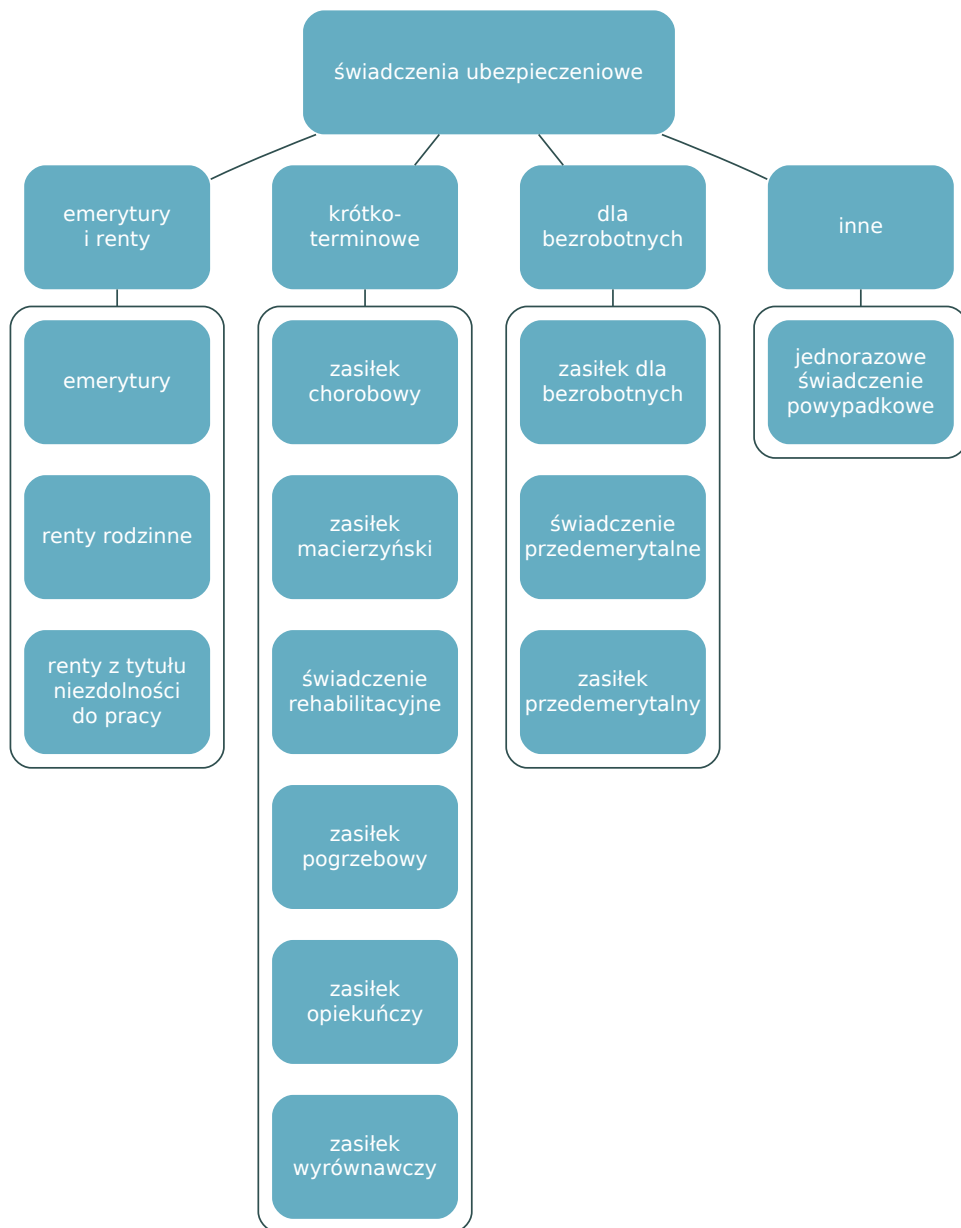 świadczenia ubezpieczeniowe
emerytury
i renty
krótko-
terminowe
dla
bezrobotnych
inne
emerytury
renty rodzinne
renty z tytułu
niezdolności
do pracy
zasiłek
chorobowy
zasiłek
macierzyński
świadczenie
rehabilitacyjne
zasiłek
pogrzebowy
zasiłek
opiekuńczy
zasiłek
wyrównawczy
zasiłek dla
bezrobotnych
świadczenie
przedemerytalne
zasiłek
przedemerytalny
jednorazowe
świadczenie
powypadkowe